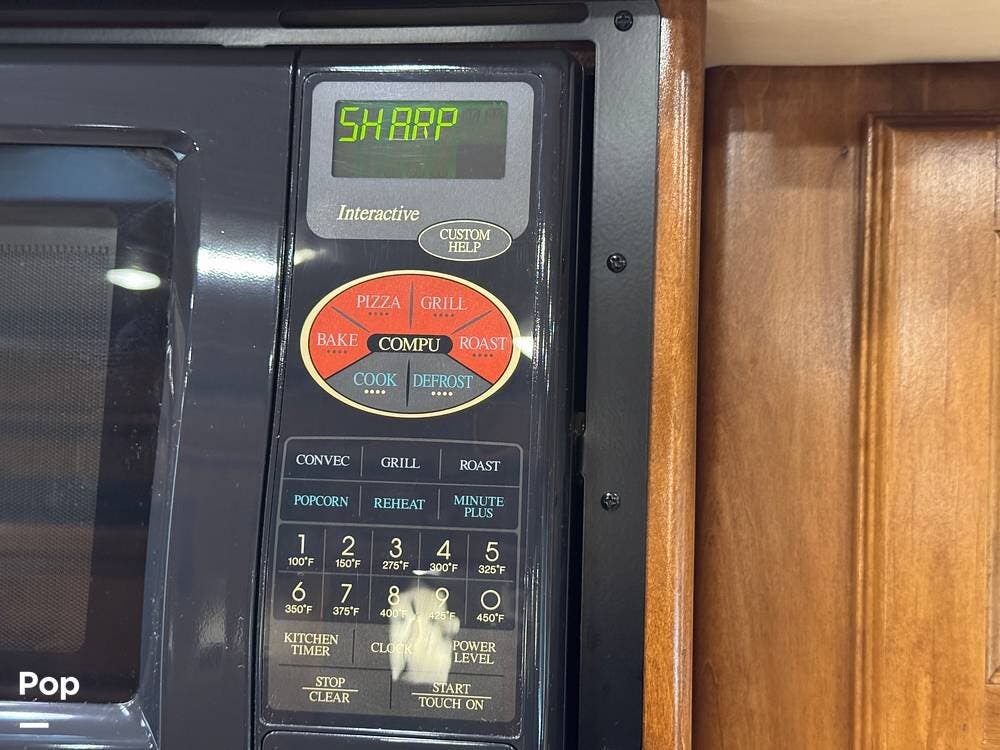 SHARP
Interactive
CUSTOM
HELP
PIZZA GRILL
BAKE COMPU ROAST
COOK DEFROST
CONVEC GRILL ROAST
POPCORN REHEAT MINUTE
PLUS
1 2 3 4 5
100°F 150°F 275°F 300°F 325°F
6 7 8 9 0
350°F 375°F 400°F 425°F 450°F
KITCHEN
TIMER
CLOCK
POWER
LEVEL
STOP
CLEAR
START
TOUCH ON
Pop